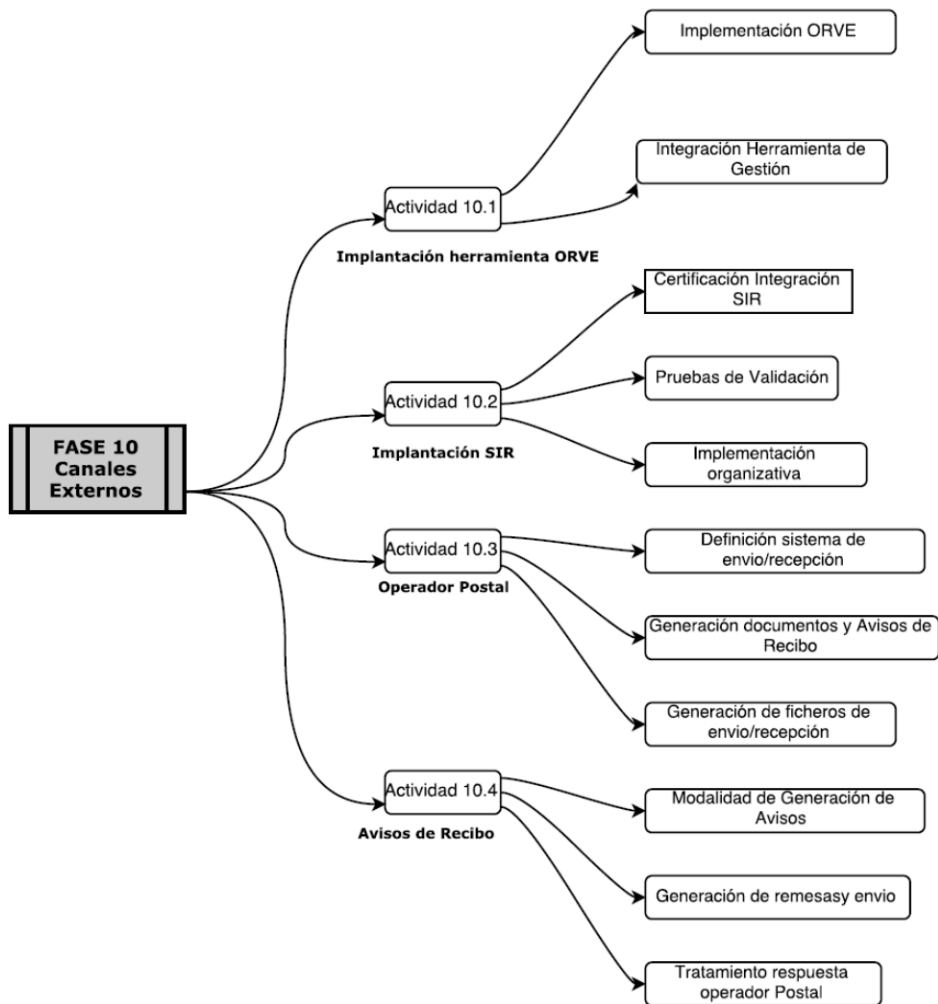 FASE 10
Canales
Externos
Actividad 10.1
Implantación herramienta ORVE
Implementación ORVE
Integración Herramienta de
Gestión
Actividad 10.2
Implantación SIR
Certificación Integración
SIR
Pruebas de Validación
Implementación
organizativa
Actividad 10.3
Operador Postal
Definición sistema de
envio/recepción
Generación documentos y Avisos de
Recibo
Generación de ficheros de
envio/recepción
Actividad 10.4
Avisos de Recibo
Modalidad de Generación de
Avisos
Generación de remesasy envio
Tratamiento respuesta
operador Postal